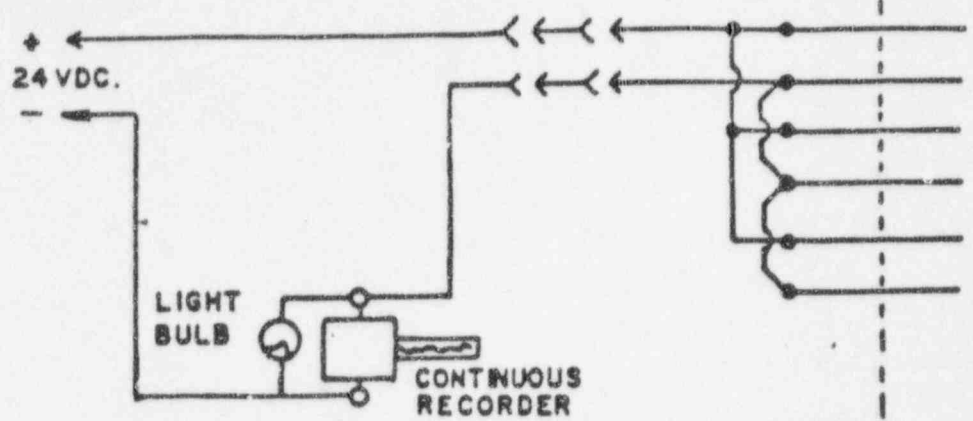 +
24 VDC.
-
LIGHT
BULB
CONTINUOUS
RECORDER